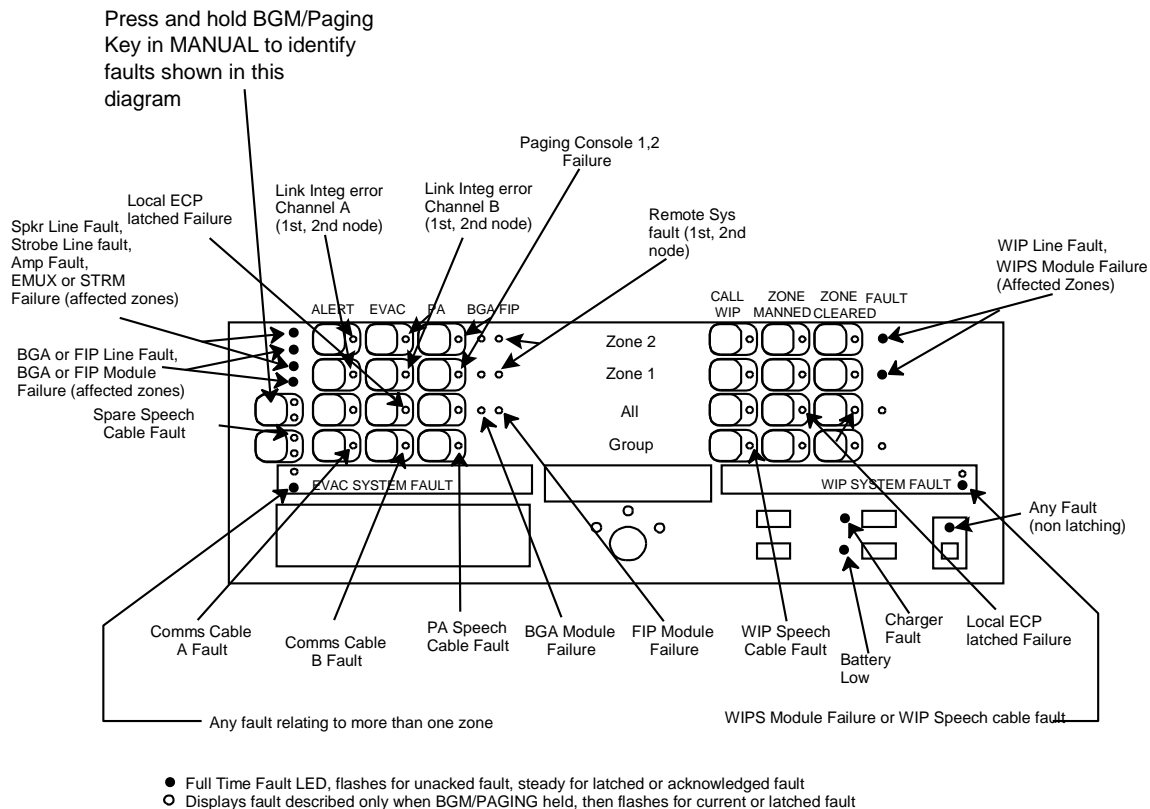 Press and hold BGM/Paging
Key in MANUAL to identify
faults shown in this
diagram
Paging Console 1,2
Failure
Local ECP
latched Failure
Link Integ error
Channel A
(1st, 2nd node)
Link Integ error
Channel B
(1st, 2nd node)
Remote Sys
fault (1st, 2nd
node)
Spkr Line Fault,
Strobe Line fault,
Amp Fault,
EMUX or STRM
Failure (affected zones)
WIP Line Fault,
WIPS Module Failure
(Affected Zones)
BGA or FIP Line Fault,
BGA or FIP Module
Failure (affected zones)
Spare Speech
Cable Fault
ALERT EVAC PA BGA/FIP
CALL
WIP
ZONE
MANNED
ZONE
CLEARED
FAULT
Zone 2
Zone 1
All
Group
EVAC SYSTEM FAULT
WIP SYSTEM FAULT
Any Fault
(non latching)
Comms Cable
A Fault
Comms Cable
B Fault
PA Speech
Cable Fault
BGA Module
Failure
FIP Module
Failure
WIP Speech
Cable Fault
Battery
Low
Charger
Fault
Local ECP
latched Failure
Any fault relating to more than one zone
WIPS Module Failure or WIP Speech cable fault
Full Time Fault LED, flashes for unacked fault, steady for latched or acknowledged fault
Displays fault described only when BGM/PAGING held, then flashes for current or latched fault